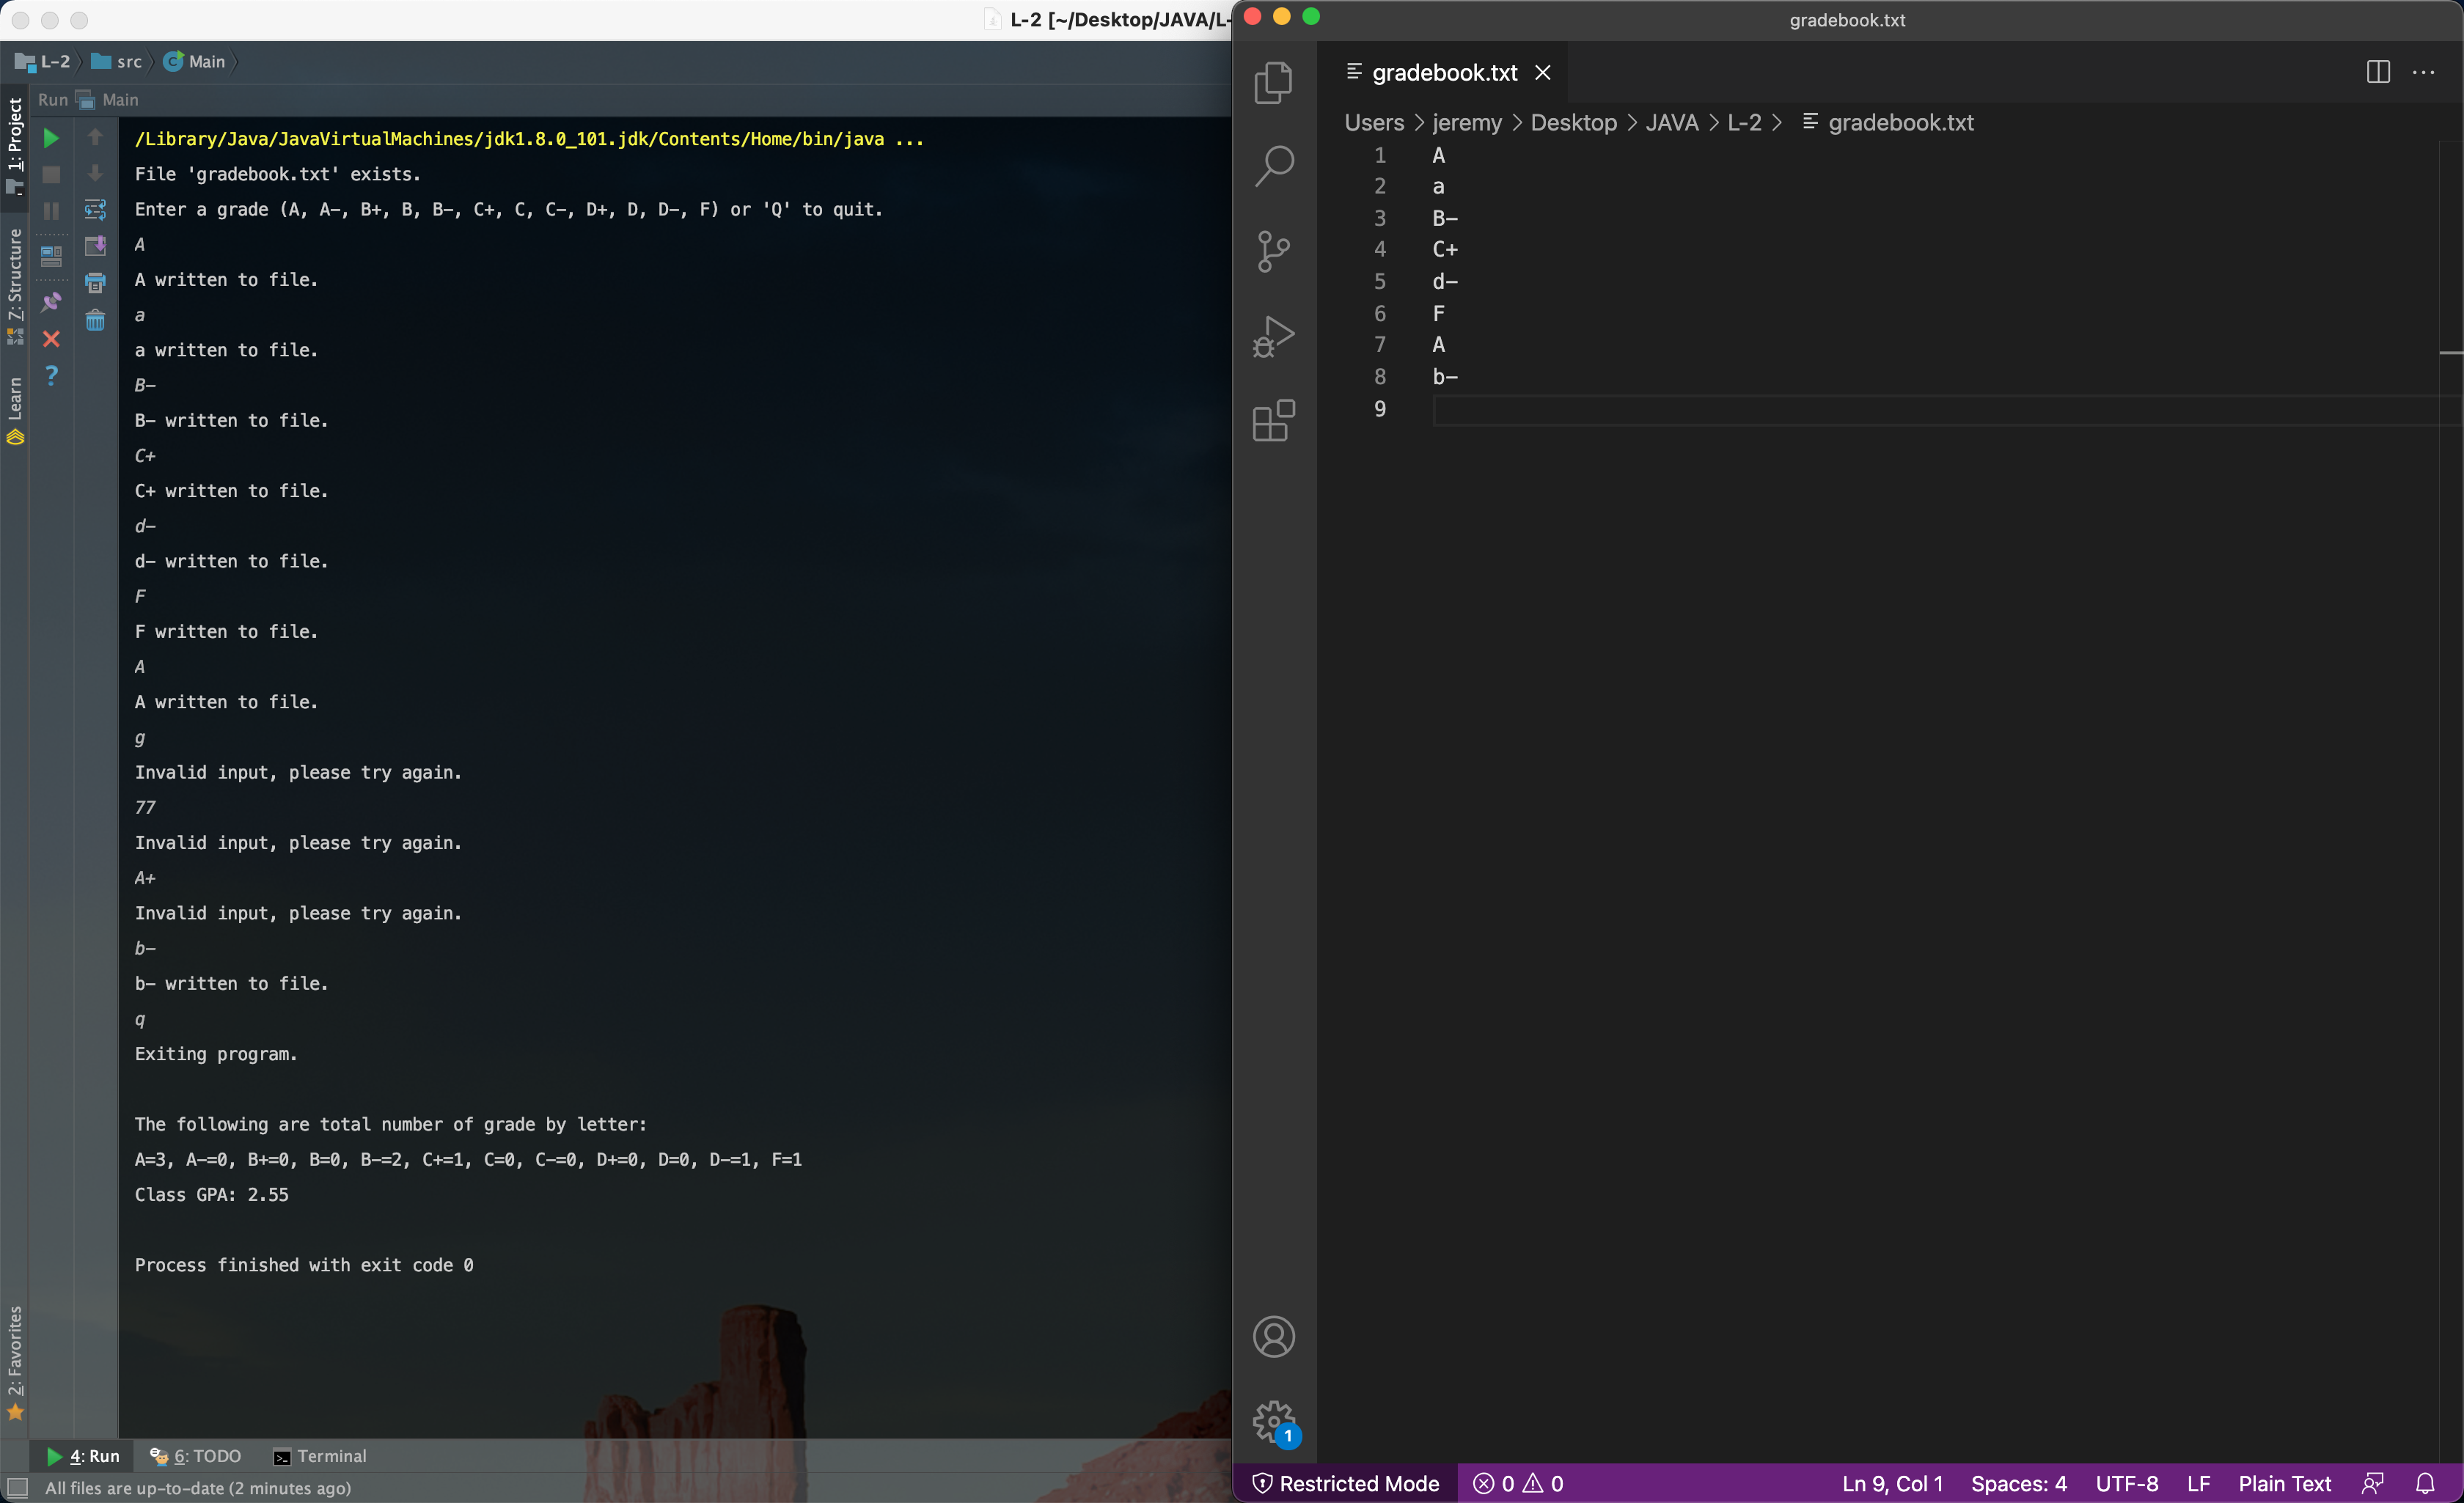 L-2 [~/Desktop/JAVA/L-
L-2 src Main
Run Main
1: Project
7: Structure
Learn
2: Favorites
/Library/Java/JavaVirtualMachines/jdk1.8.0_101.jdk/Contents/Home/bin/java ...
File 'gradebook.txt' exists.
Enter a grade (A, A-, B+, B, B-, C+, C, C-, D+, D, D-, F) or 'Q' to quit.
A
A written to file.
a
a written to file.
B-
B- written to file.
C+
C+ written to file.
d-
d- written to file.
F
F written to file.
A
A written to file.
g
Invalid input, please try again.
77
Invalid input, please try again.
A+
Invalid input, please try again.
b-
b- written to file.
q
Exiting program.
The following are total number of grade by letter:
A=3, A-=0, B+=0, B=0, B-=2, C+=1, C=0, C-=0, D+=0, D=0, D-=1, F=1
Class GPA: 2.55
Process finished with exit code 0
4: Run 6: TODO Terminal
All files are up-to-date (2 minutes ago)
gradebook.txt
gradebook.txt
Users > jeremy > Desktop > JAVA > L-2 > gradebook.txt
1 A
2 a
3 B-
4 C+
5 d-
6 F
7 A
8 b-
9
1
Restricted Mode 0 0 Ln 9, Col 1 Spaces: 4 UTF-8 LF Plain Text